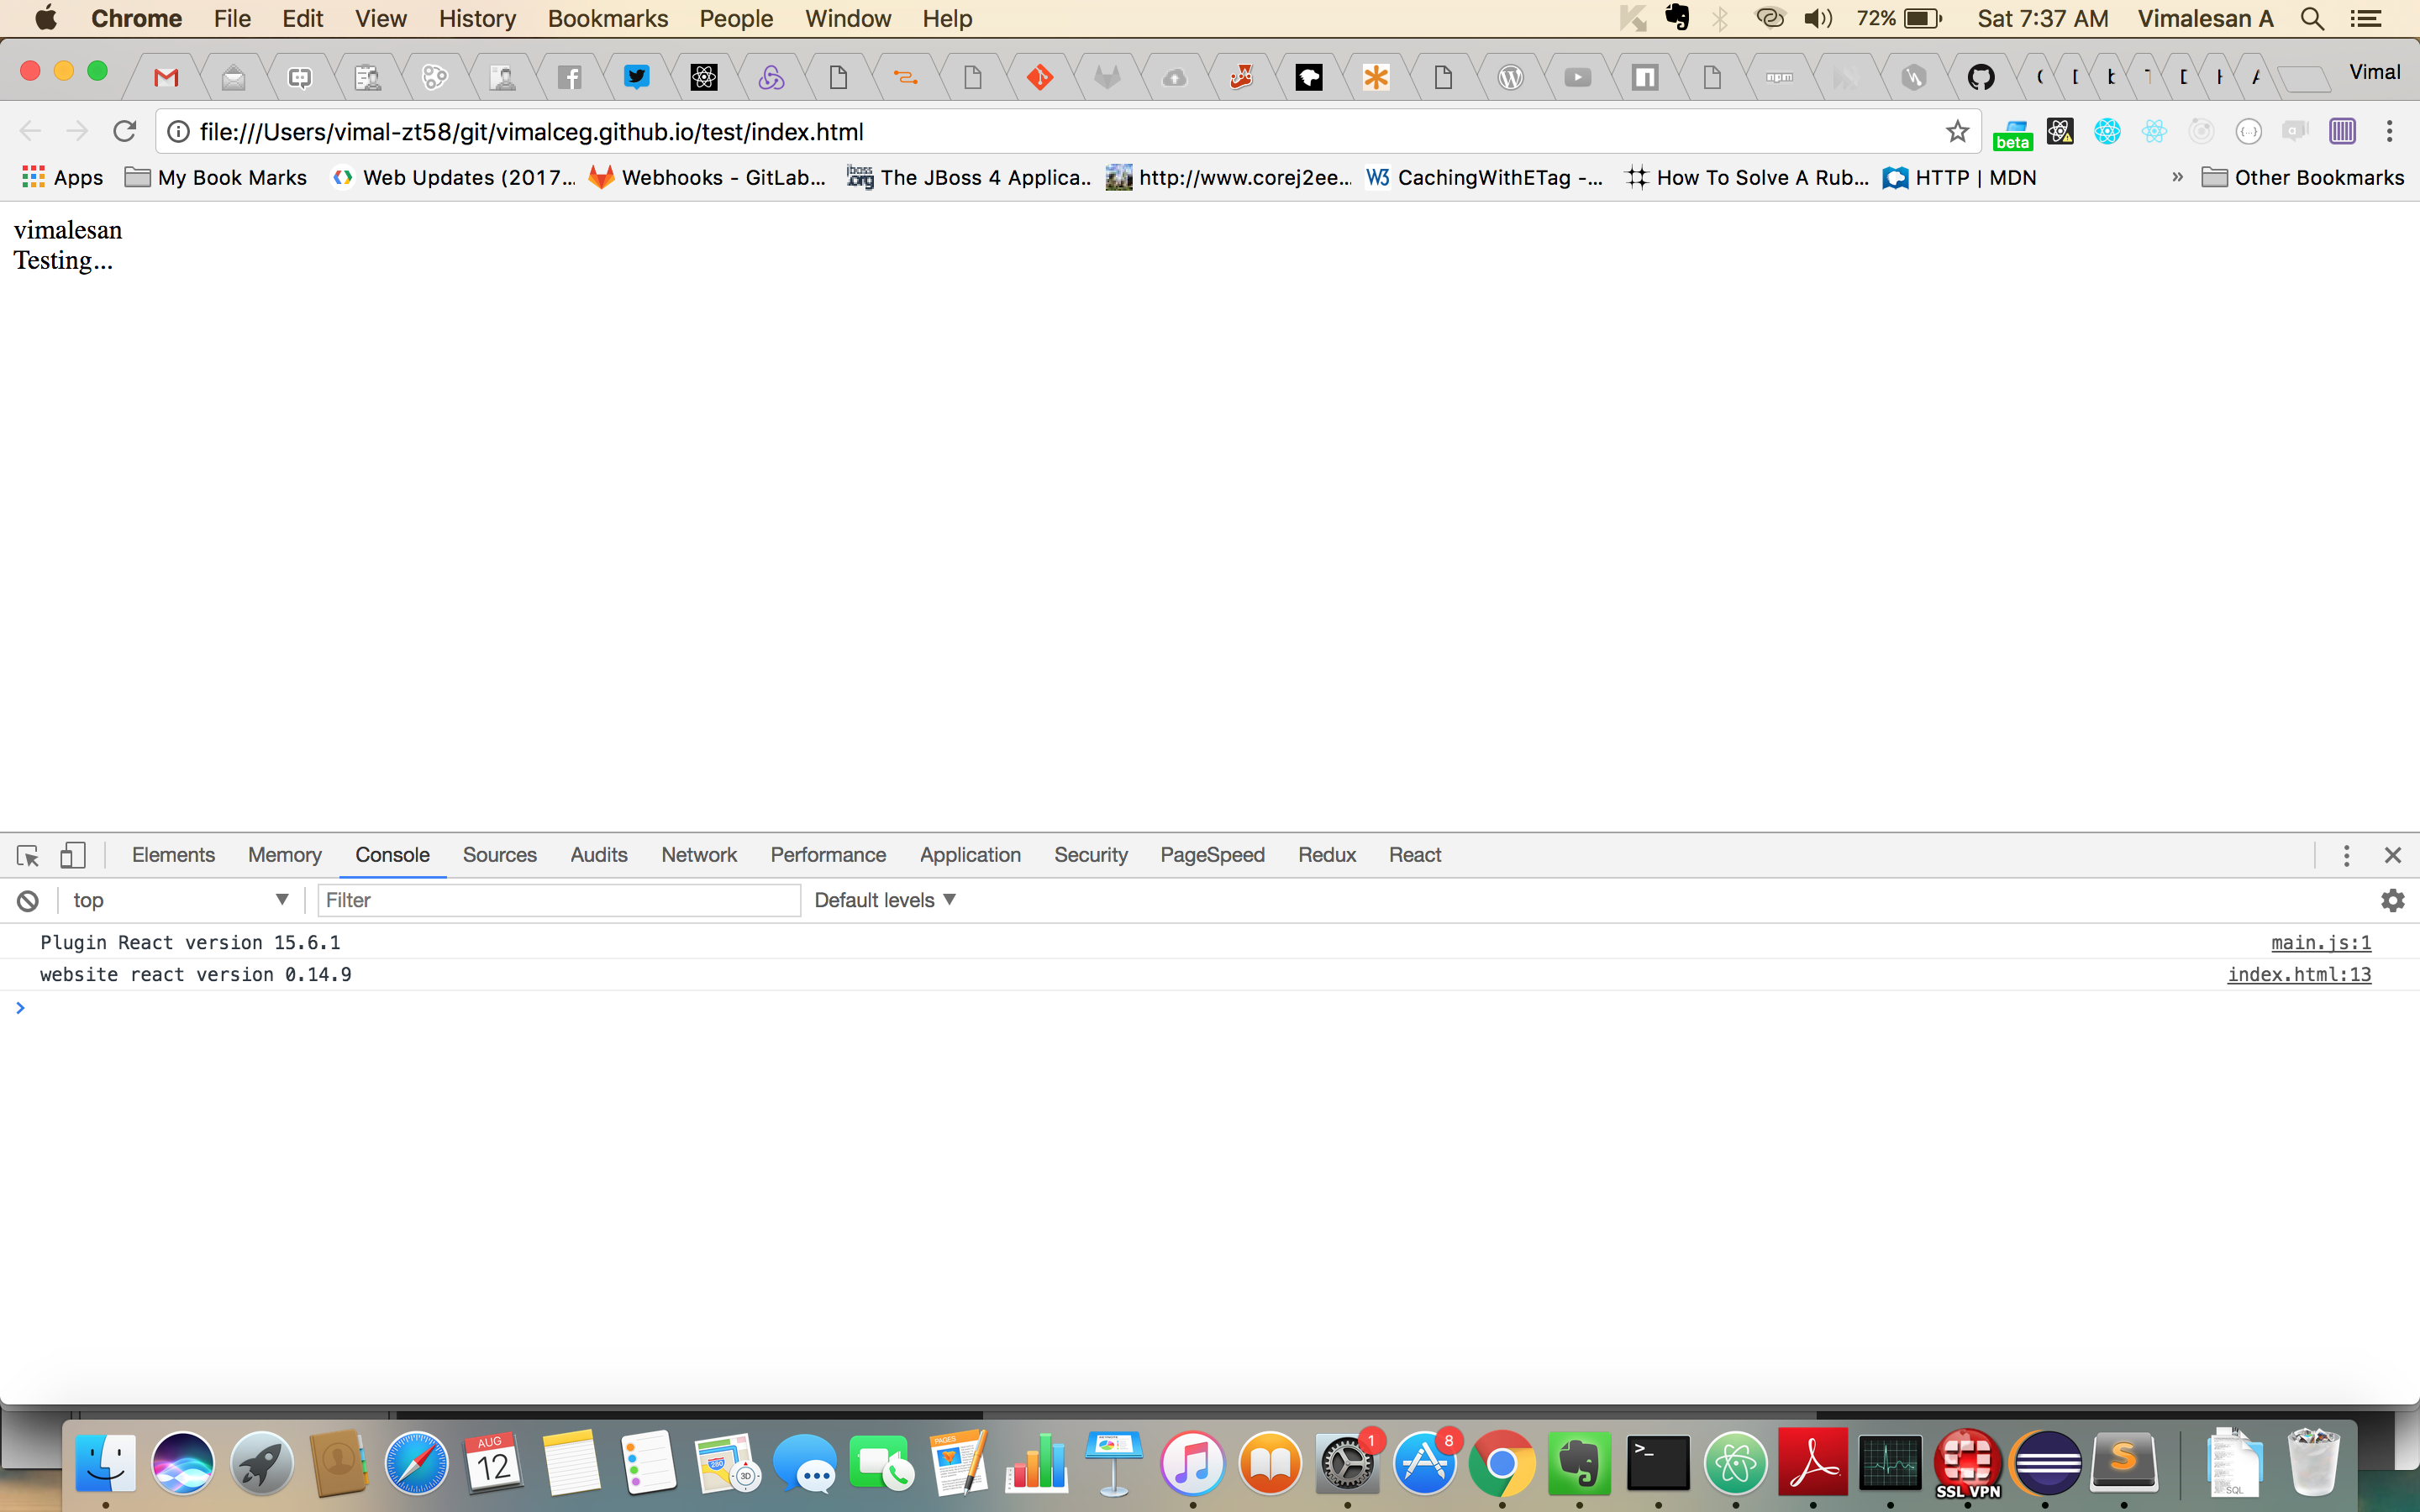 Chrome File Edit View History Bookmarks People Window Help 72% Sat 7:37 AM Vimalesan A
npm Vimal
file:///Users/vimal-zt58/git/vimalceg.github.io/test/index.html beta
Apps My Book Marks Web Updates (2017... Webhooks - GitLab... The JBoss 4 Applica... http://www.corej2ee... CachingWithETag -... How To Solve A Rub... HTTP | MDN » Other Bookmarks
vimalesan
Testing...
Elements Memory Console Sources Audits Network Performance Application Security PageSpeed Redux React
top Filter Default levels
Plugin React version 15.6.1 main.js:1
website react version 0.14.9 index.html:13
>
AUG 12 PAGES 280 3D 1 8 >_ SSL VPN S SQL